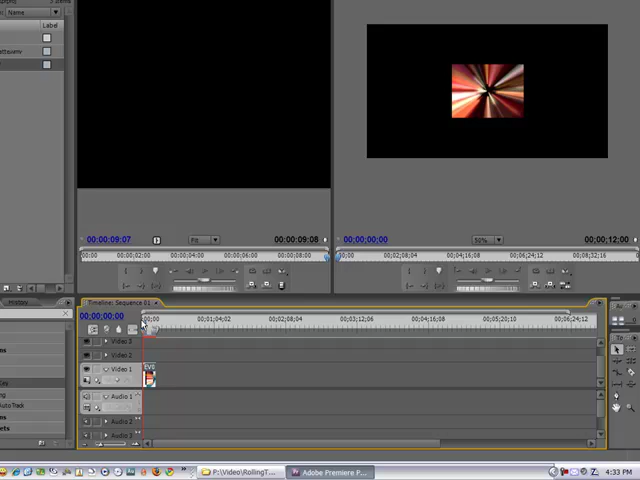 Name
Items
Label
00:00:09:07
Fit
00:00:09:08
00;00;00;00
50%
00;00;12;00
00:00
00:00:02:00
00:00:04:00
00:00:06:00
00:00:08:00
00;00
00;02;08;04
00;04;16;08
00;06;24;12
00;08;32;16
History
Timeline: Sequence 01
00;00;00;00
00;00
00;01;04;02
00;02;08;04
00;03;12;06
00;04;16;08
00;05;20;10
00;06;24;12
Video 3
Video 2
Video 1
Audio 1
Audio 2
Audio 3
AutoTrack
P:\Video\RollingT...
Adobe Premiere P...
4:33 PM